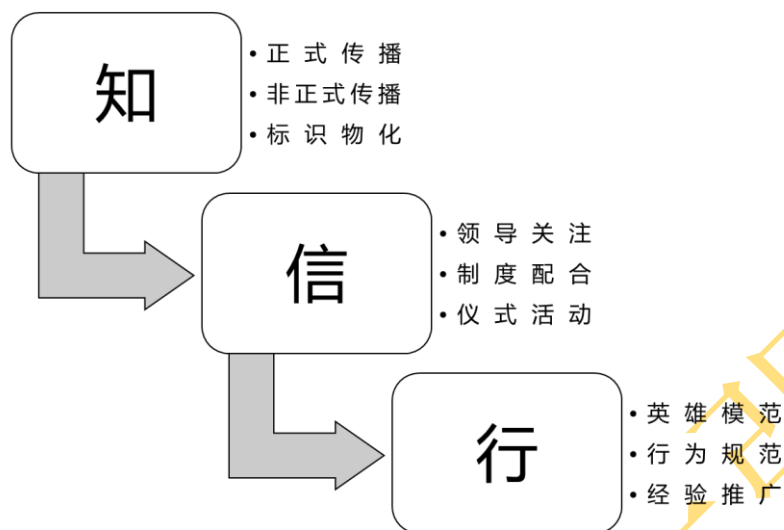 知
• 正式传播
• 非正式传播
• 标识物化
信
• 领导关注
• 制度配合
• 仪式活动
行
• 英雄模范
• 行为规范
• 经验推广